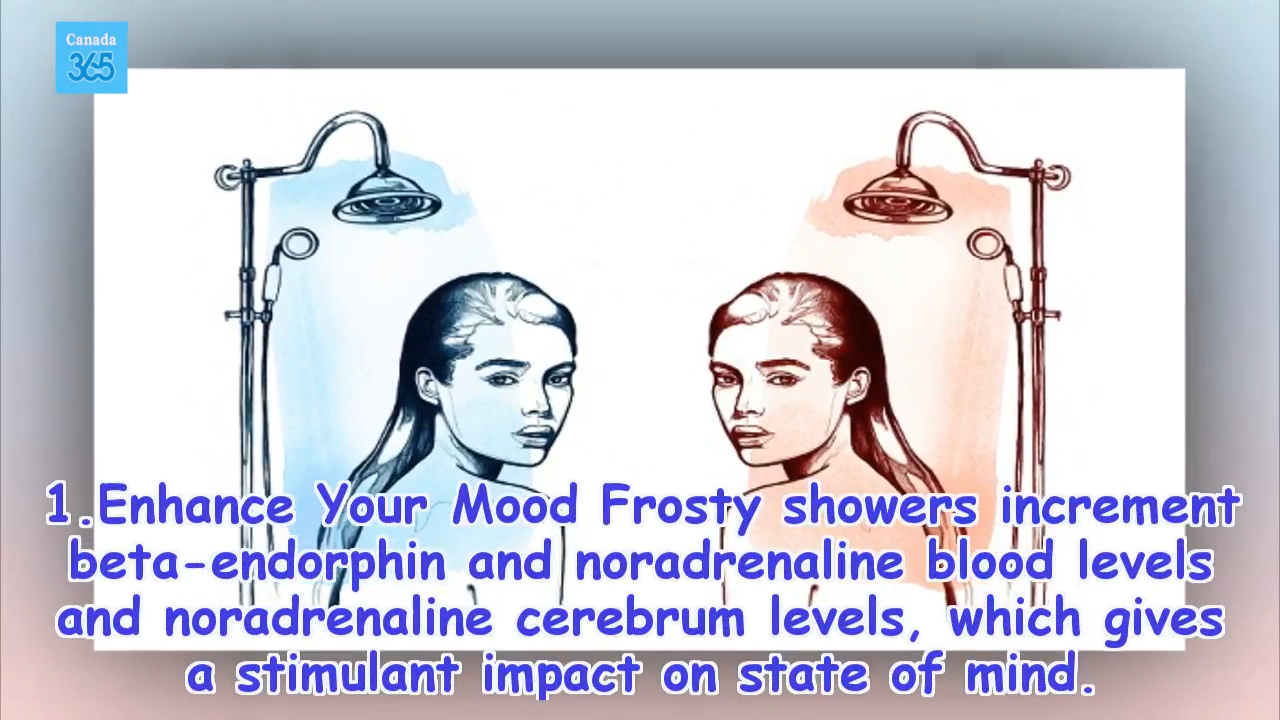 Canada
365
1.Enhance Your Mood Frosty showers increment
beta-endorphin and noradrenaline blood levels
and noradrenaline cerebrum levels, which gives
a stimulant impact on state of mind.